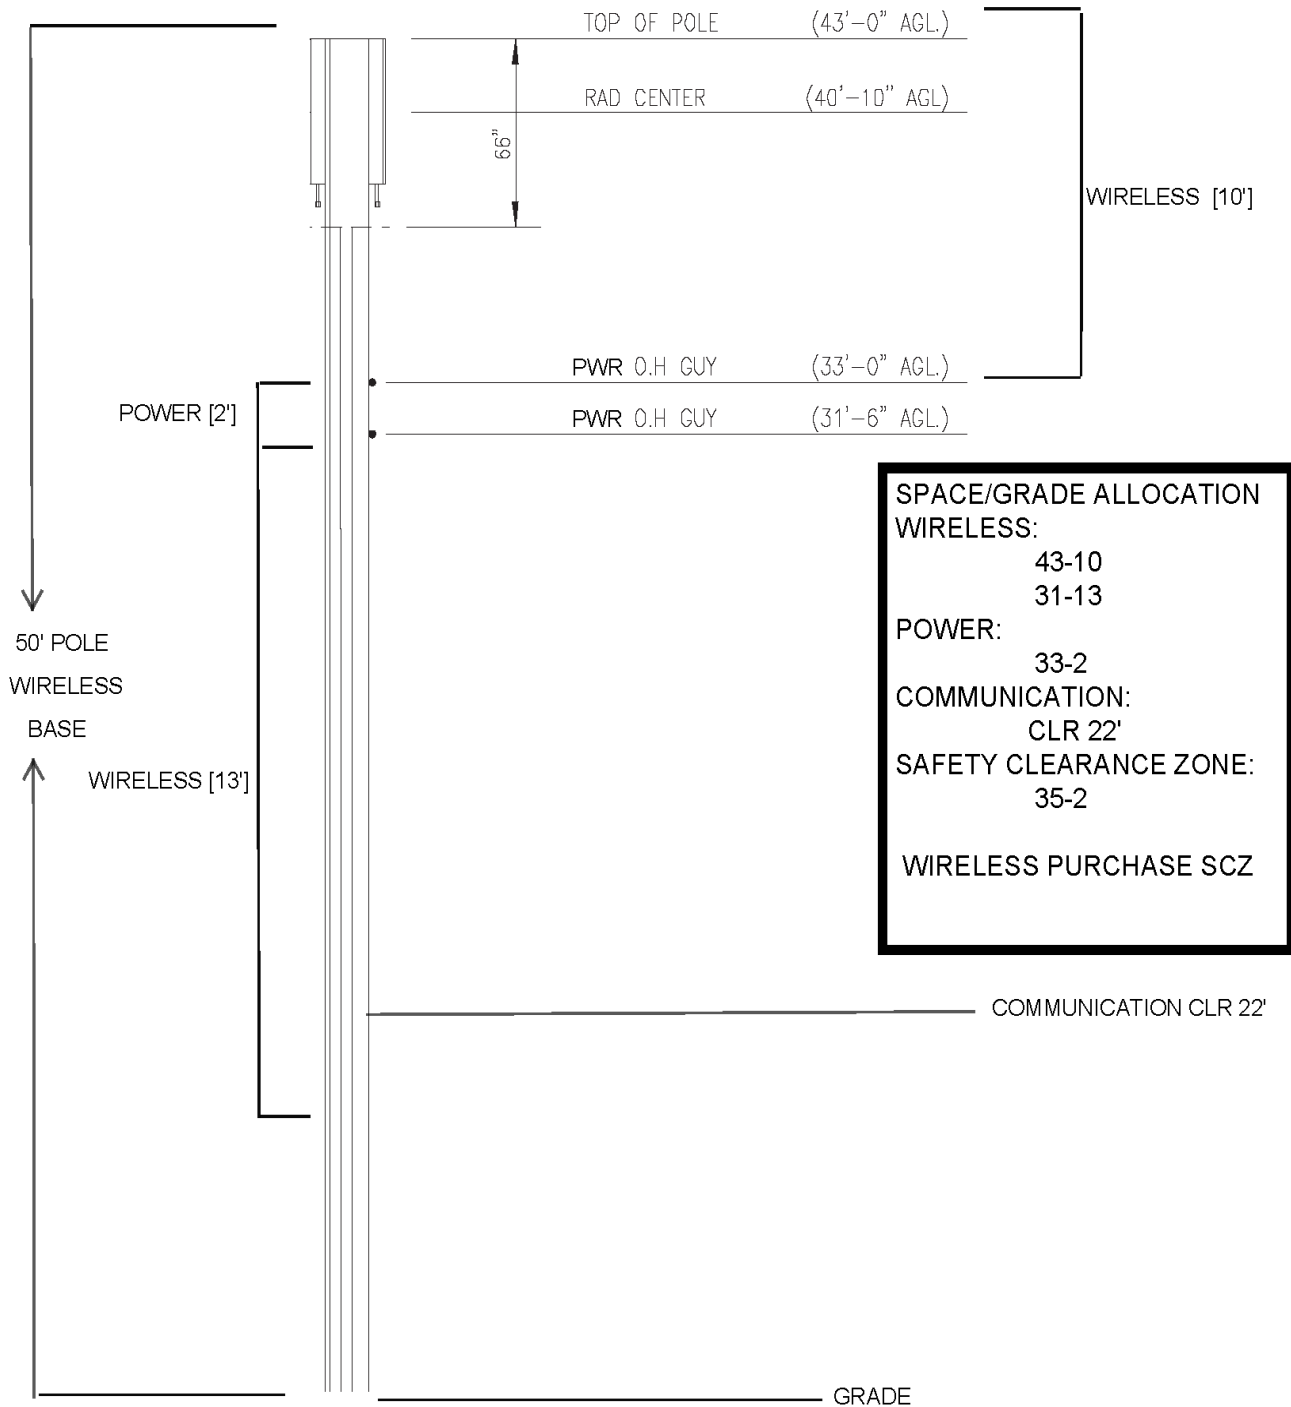 TOP OF POLE (43'-0" AGL.)
RAD CENTER (40'-10" AGL)
66"
WIRELESS [10']
PWR O.H GUY (33'-0" AGL.)
POWER [2']
PWR O.H GUY (31'-6" AGL.)
SPACE/GRADE ALLOCATION
WIRELESS:
43-10
31-13
POWER:
33-2
COMMUNICATION:
CLR 22'
SAFETY CLEARANCE ZONE:
35-2
WIRELESS PURCHASE SCZ
50' POLE
WIRELESS
BASE
WIRELESS [13']
COMMUNICATION CLR 22'
GRADE